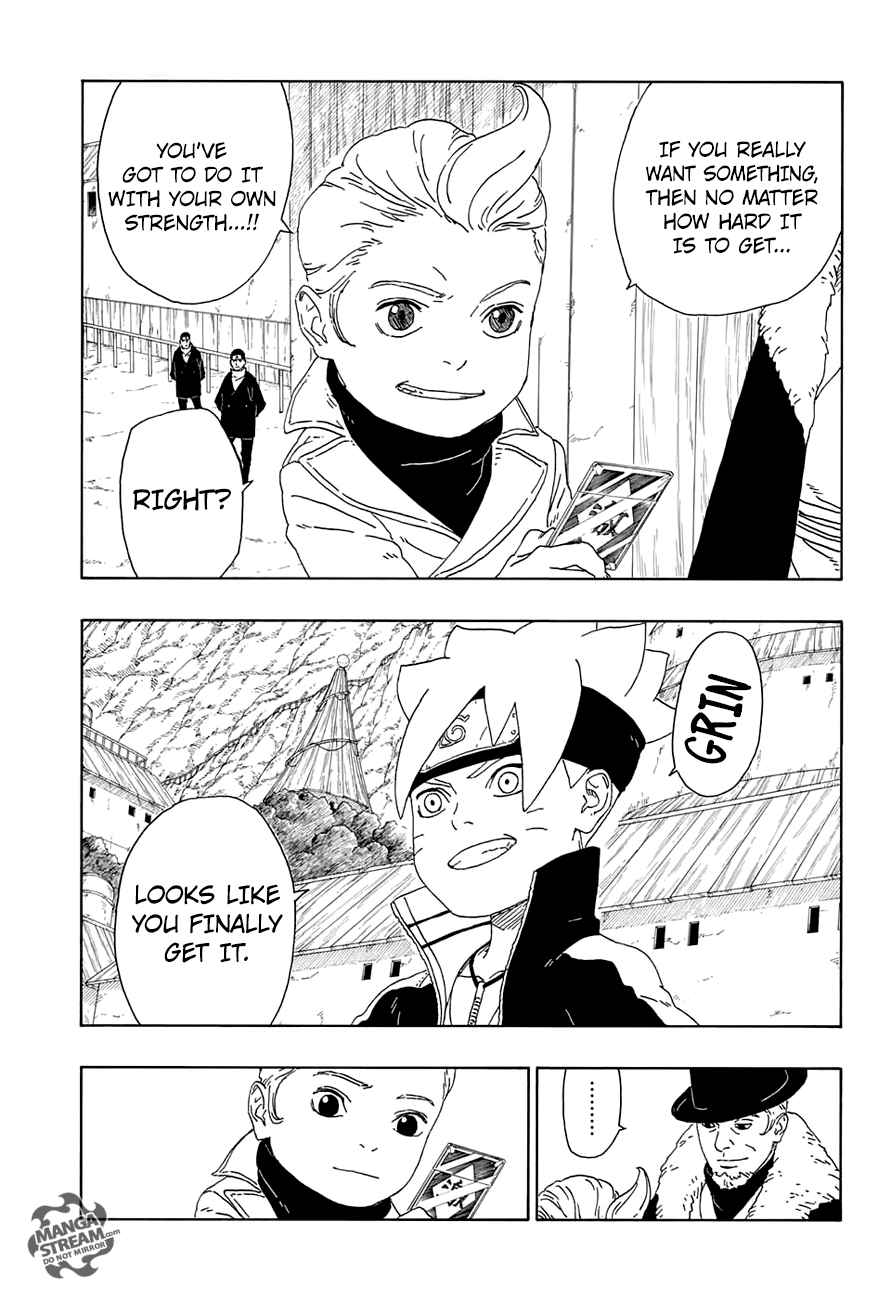 IF YOU REALLY
WANT SOMETHING,
THEN NO MATTER
HOW HARD IT
IS TO GET...
YOU'VE
GOT TO DO IT
WITH YOUR OWN
STRENGTH...!!
RIGHT?
GRIN
LOOKS LIKE
YOU FINALLY
GET IT.
.........
MANGA
STREAM.com
DO NOT MIRROR